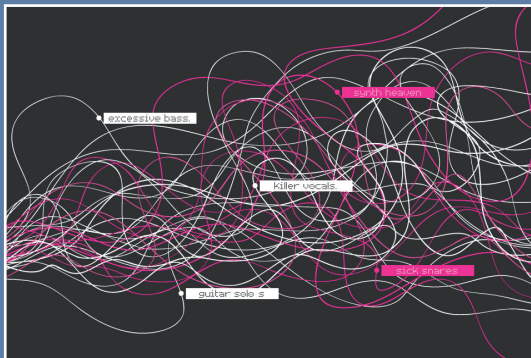 synth heaven
excessive bass.
killer vocals.
sick snares
guitar solo s